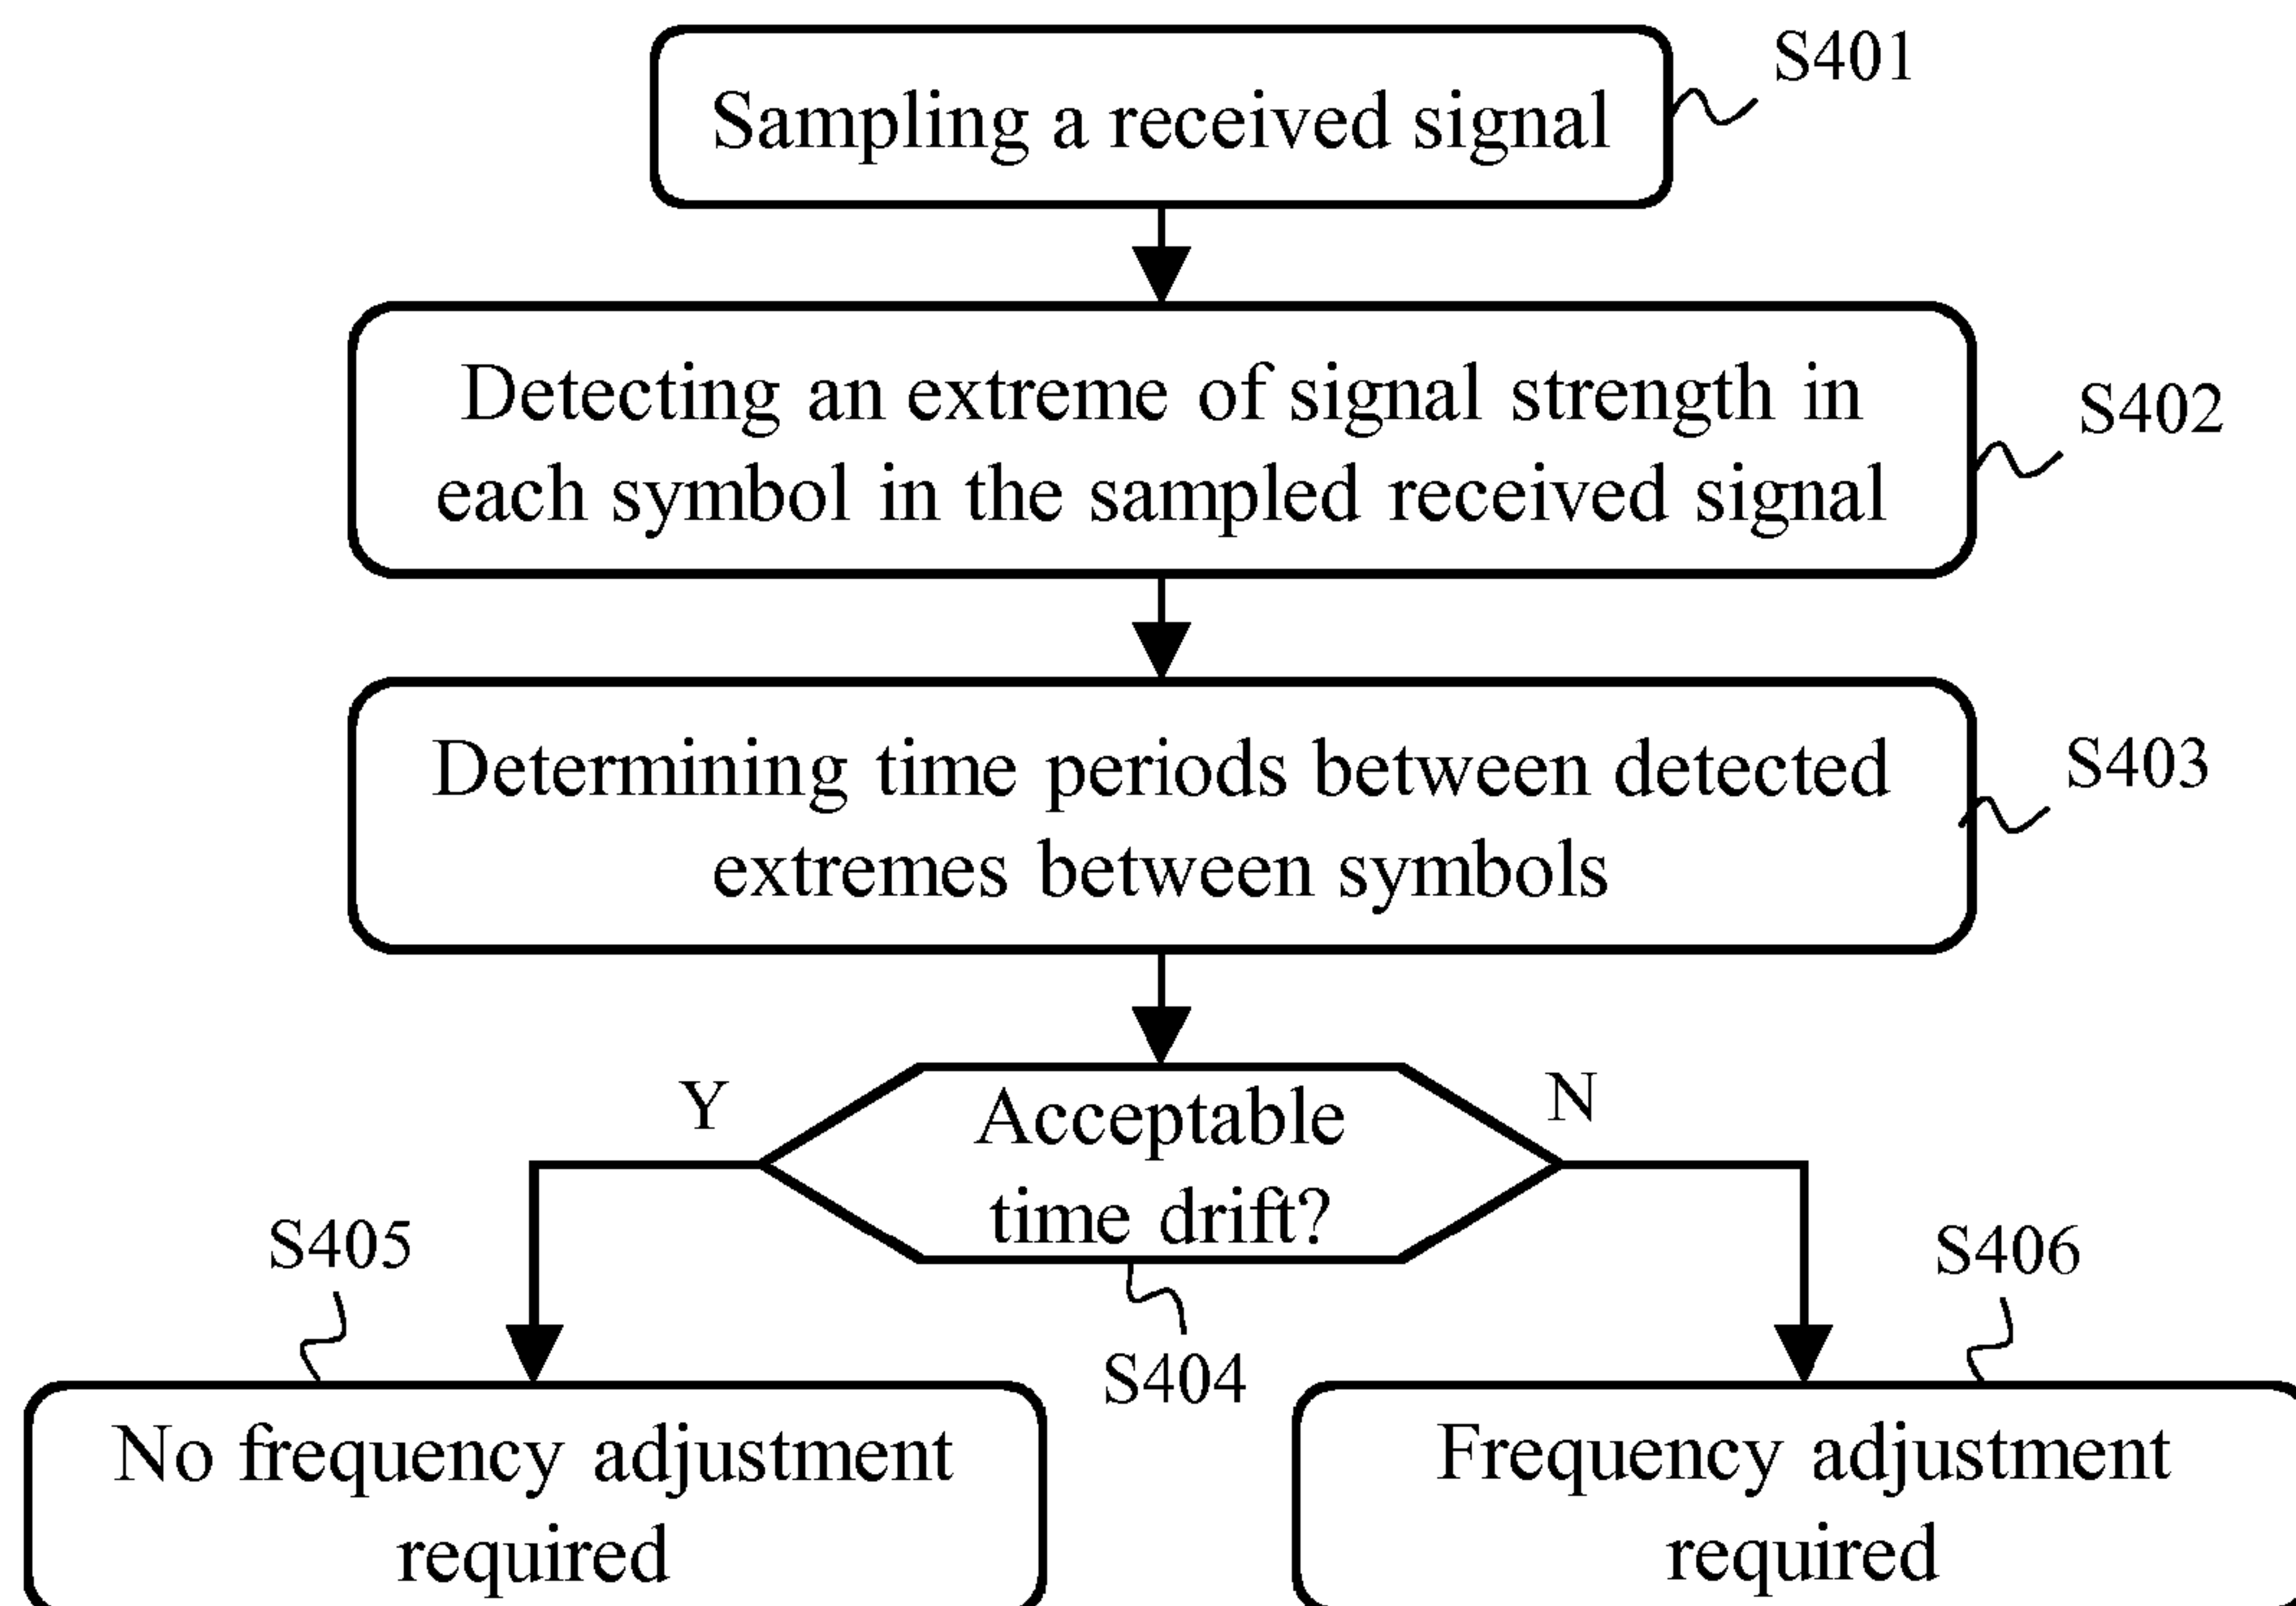 S401
Sampling a received signal
Detecting an extreme of signal strength in
each symbol in the sampled received signal
S402
Determining time periods between detected
extremes between symbols
S403
Y
N
Acceptable
time drift?
S405
S406
S404
No frequency adjustment
required
Frequency adjustment
required